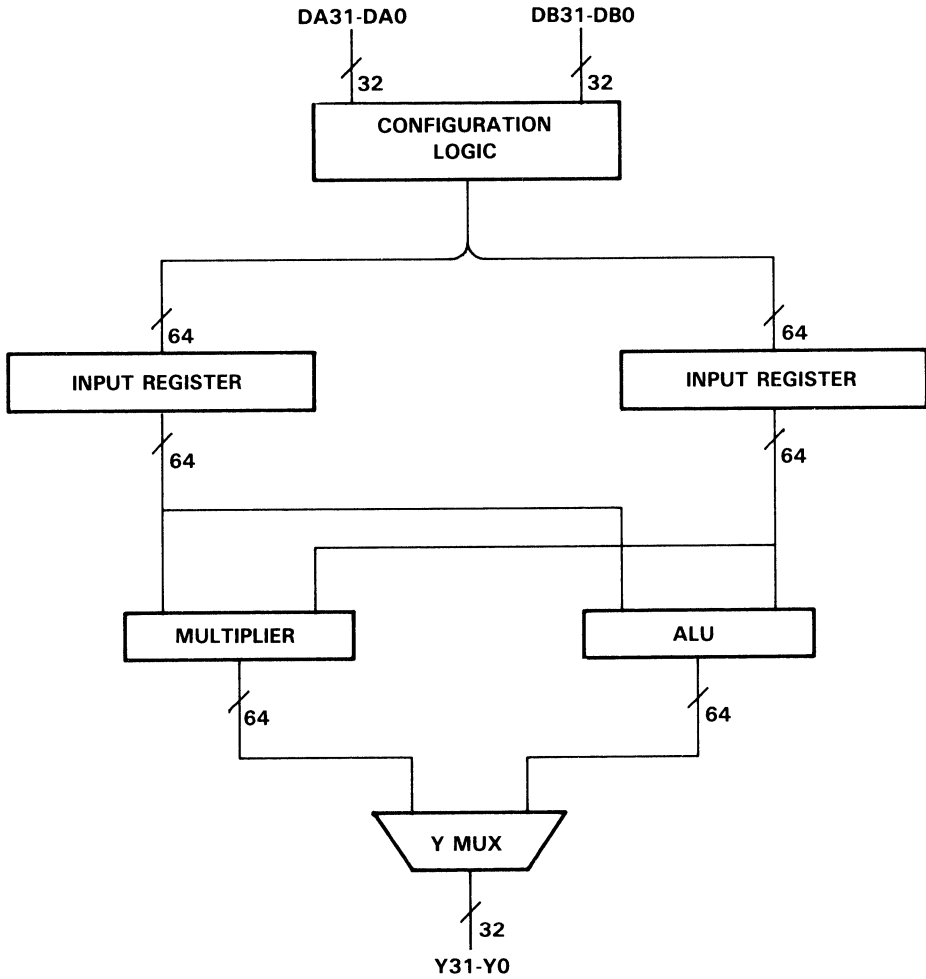 DA31-DA0
DB31-DB0
32
32
CONFIGURATION
LOGIC
64
64
INPUT REGISTER
INPUT REGISTER
64
64
MULTIPLIER
ALU
64
64
Y MUX
32
Y31-Y0